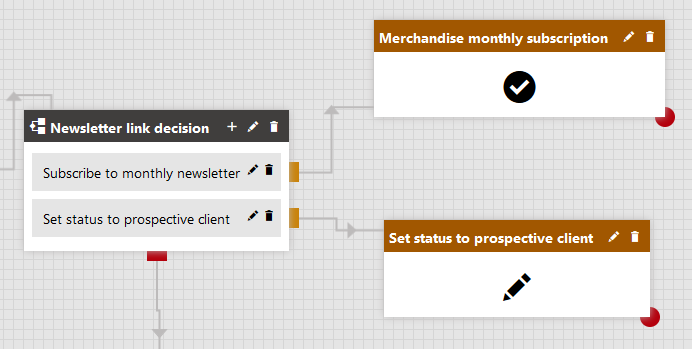 Merchandise monthly subscription
Newsletter link decision
Subscribe to monthly newsletter
Set status to prospective client
Set status to prospective client